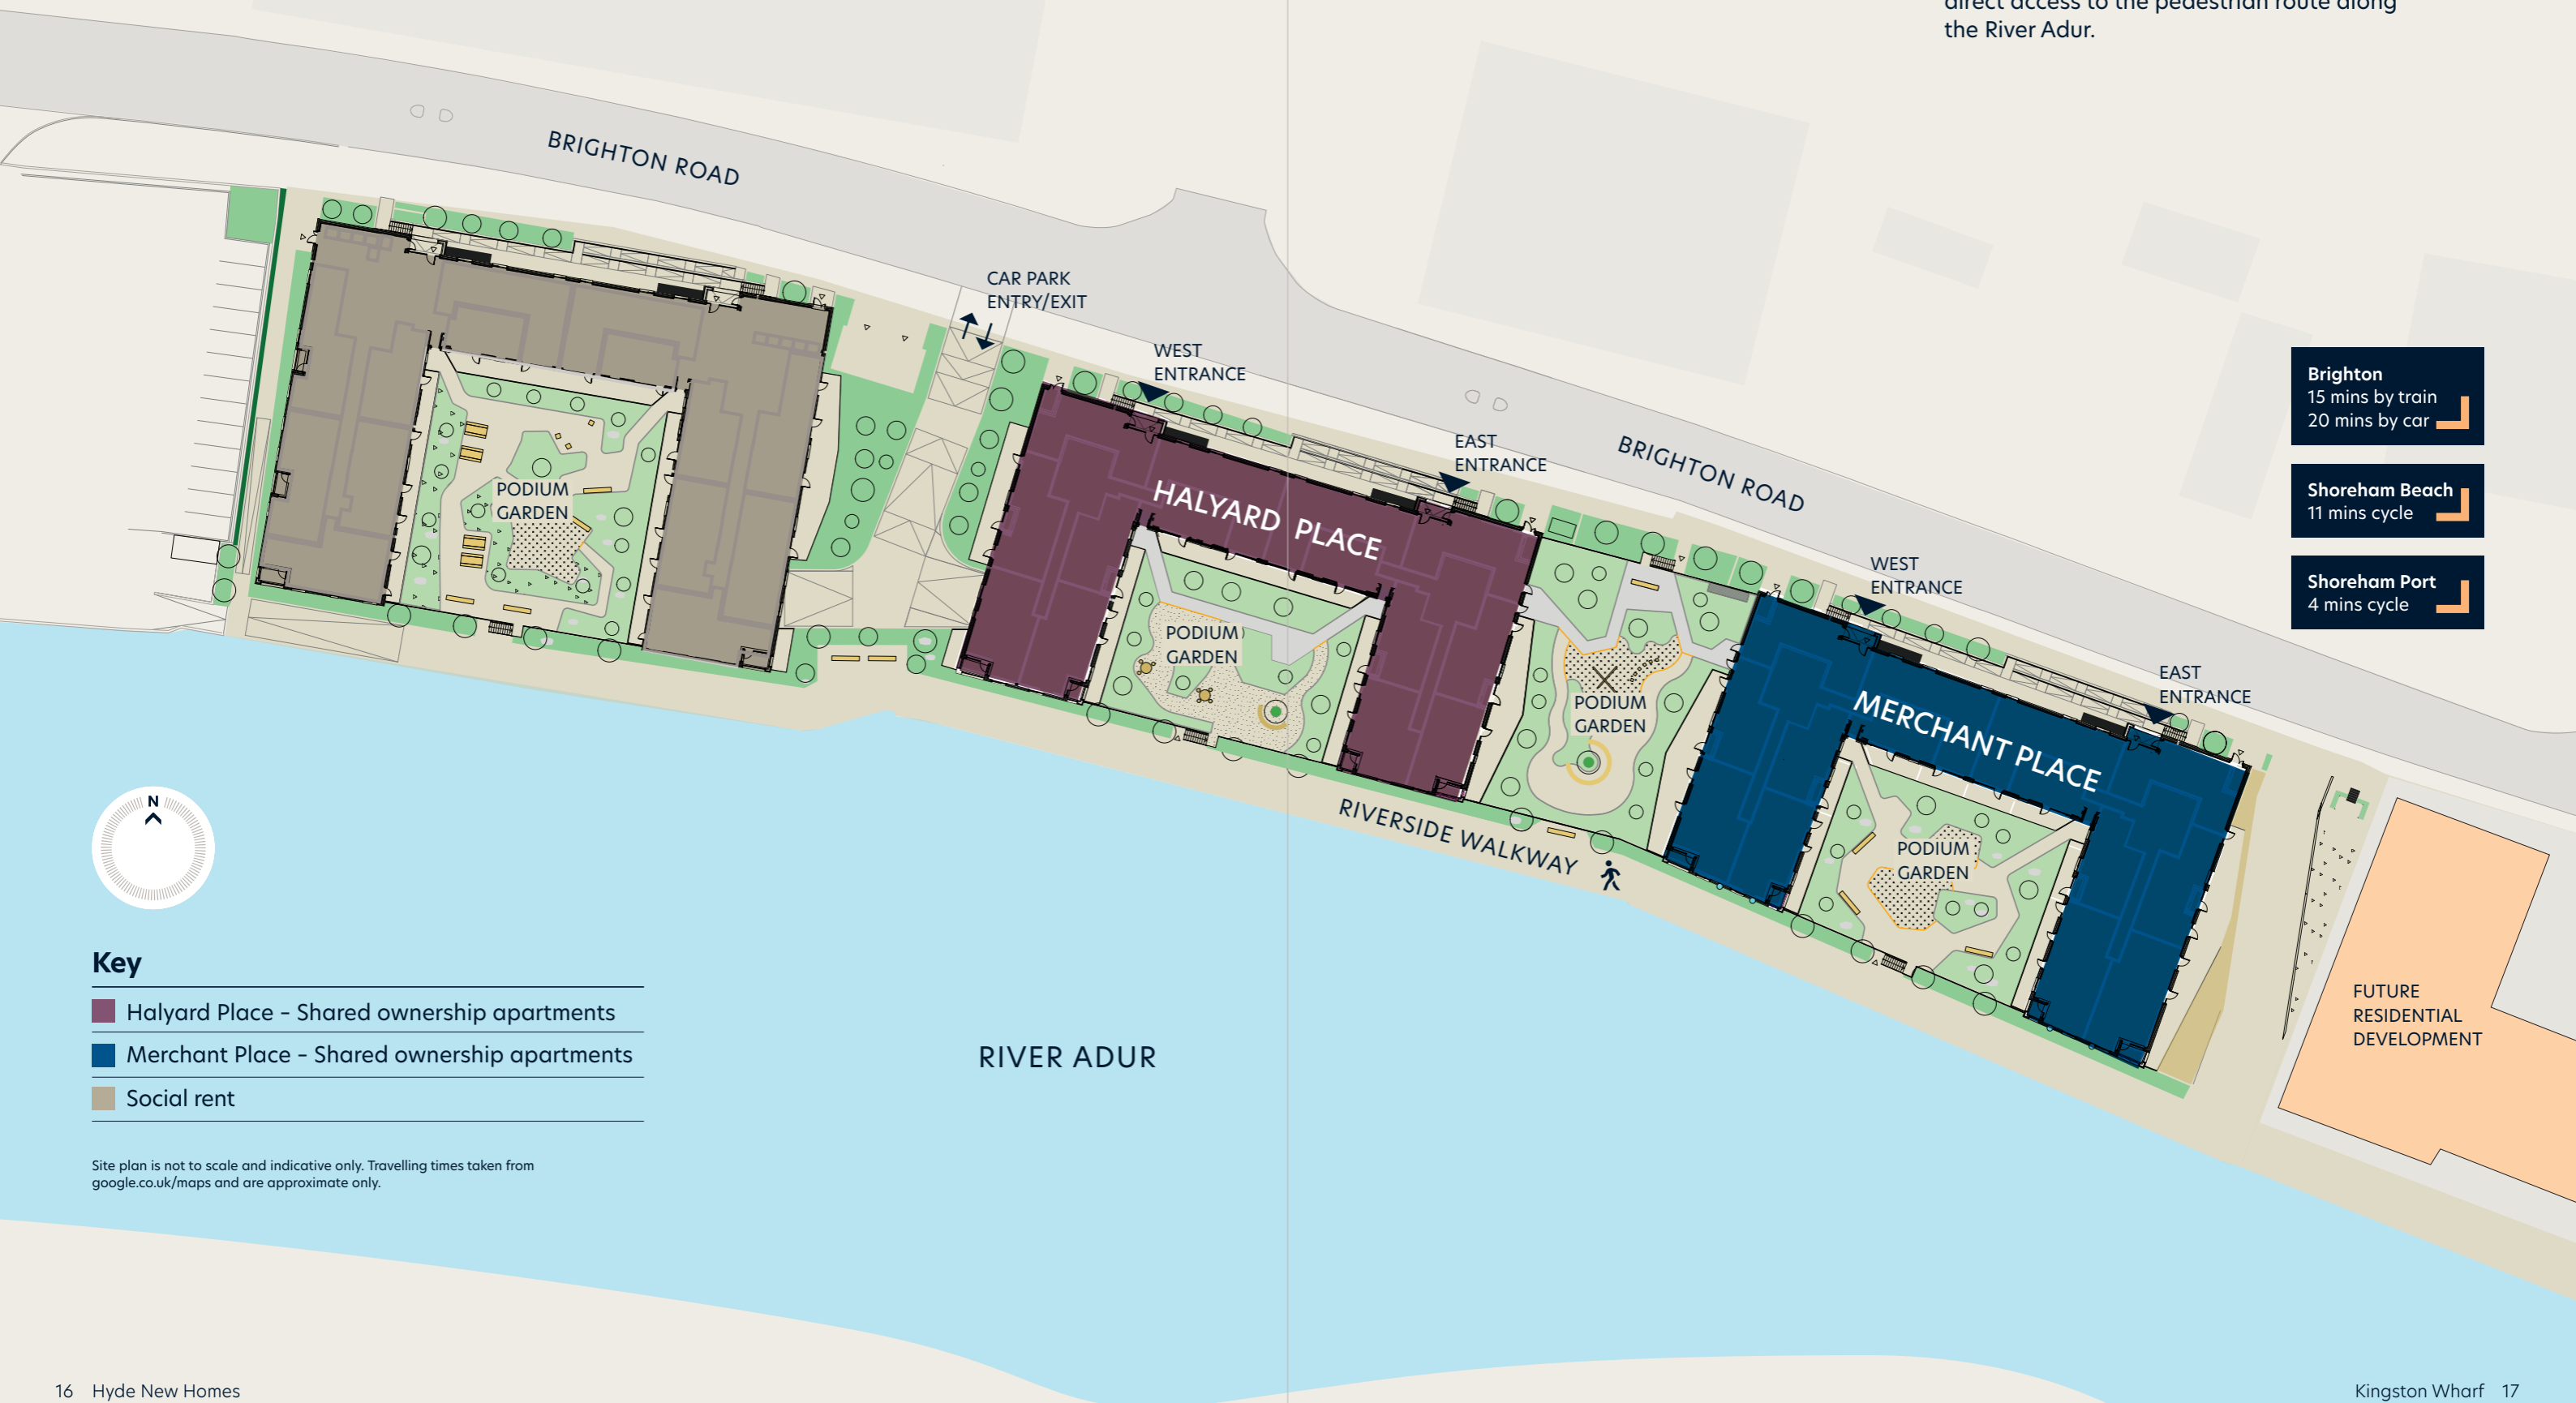 direct access to the pedestrian route along
the River Adur.
BRIGHTON ROAD
CAR PARK
ENTRY/EXIT
WEST
ENTRANCE
EAST
ENTRANCE
BRIGHTON ROAD
Brighton
15 mins by train
20 mins by car
Shoreham Beach
11 mins cycle
Shoreham Port
4 mins cycle
PODIUM
GARDEN
HALYARD PLACE
WEST
ENTRANCE
PODIUM
GARDEN
EAST
ENTRANCE
PODIUM
GARDEN
MERCHANT PLACE
RIVERSIDE WALKWAY
PODIUM
GARDEN
N
FUTURE
RESIDENTIAL
DEVELOPMENT
RIVER ADUR
Key
Halyard Place – Shared ownership apartments
Merchant Place – Shared ownership apartments
Social rent
Site plan is not to scale and indicative only. Travelling times taken from
google.co.uk/maps and are approximate only.
16 Hyde New Homes
Kingston Wharf 17